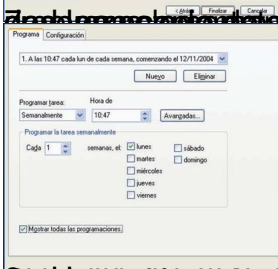 < Atrás Finalizar Cancelar
Programa Configuración
1. A las 10:47 cada lun de cada semana, comenzando el 12/11/2004
Nuevo Eliminar
Programar tarea: Hora de
Semanalmente 10:47 Avanzadas...
Programar la tarea semanalmente
Cada 1 semanas, el: lunes sábado
martes domingo
miércoles
jueves
viernes
Mostrar todas las programaciones.